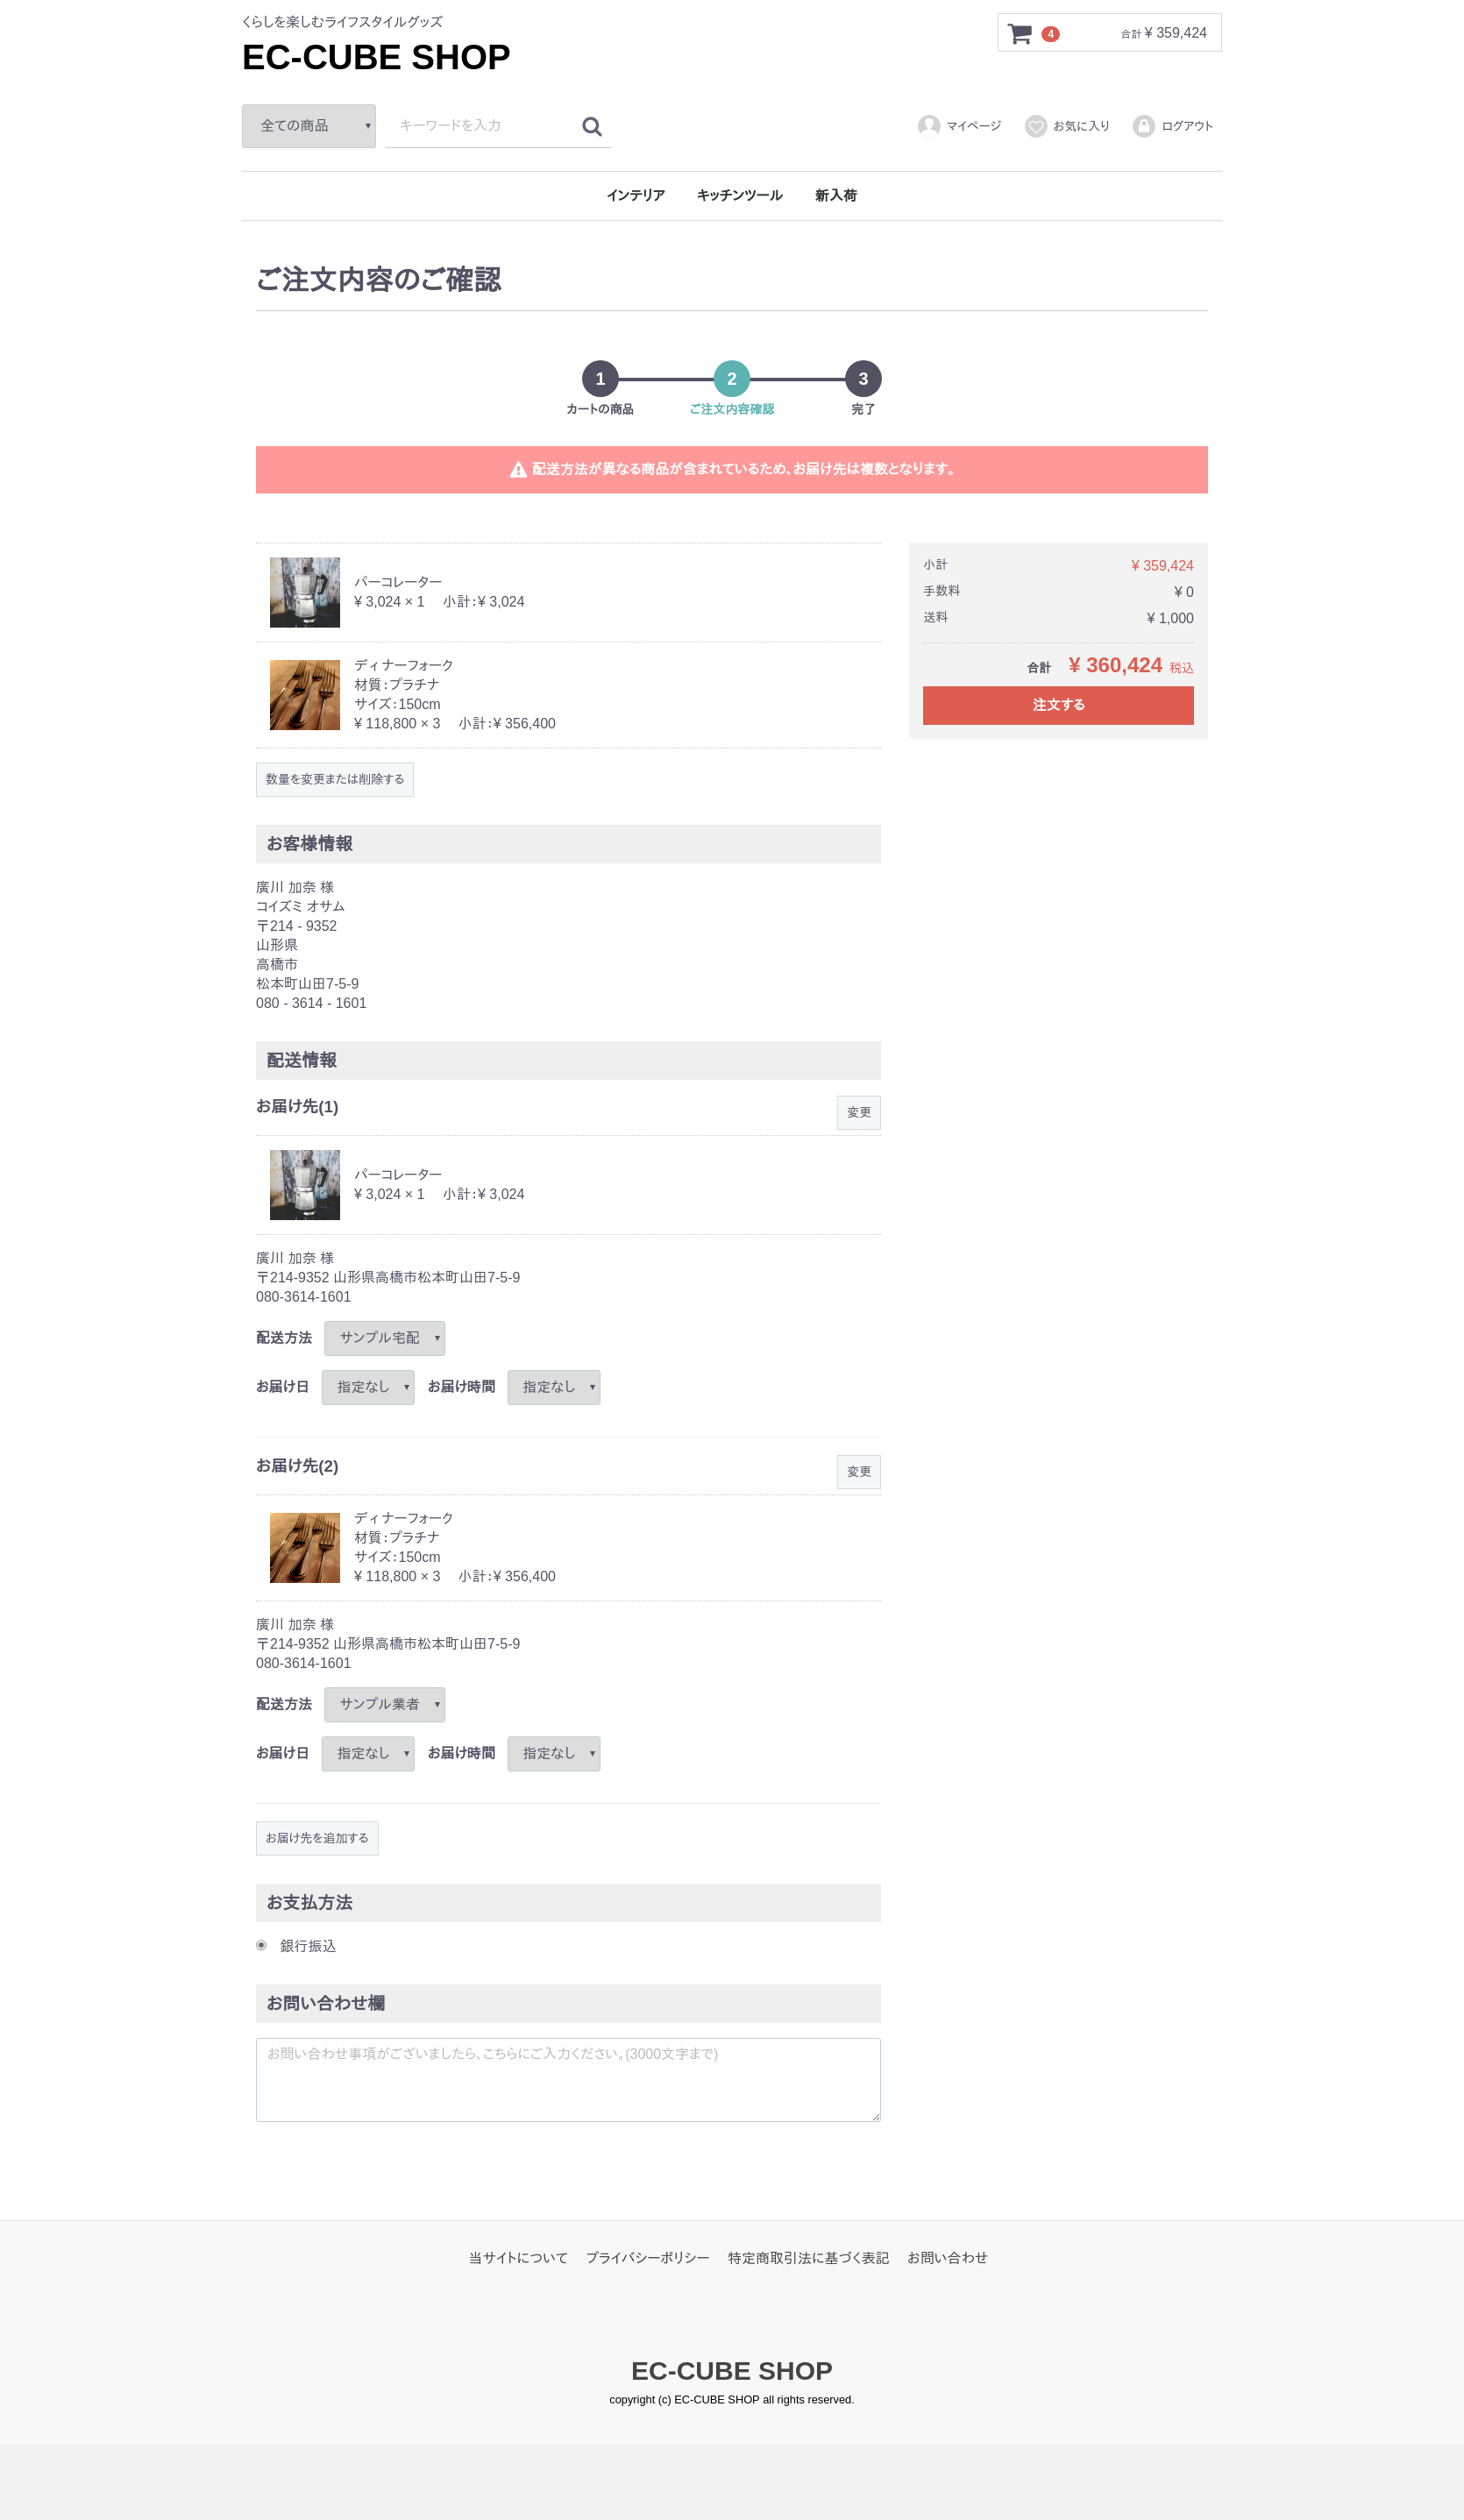 くらしを楽しむライフスタイルグッズ
EC-CUBE SHOP
4
合計 ¥ 359,424
全ての商品
キーワードを入力
マイページ
お気に入り
ログアウト
インテリア キッチンツール 新入荷
ご注文内容のご確認
1 2 3
カートの商品 ご注文内容確認 完了
配送方法が異なる商品が含まれているため、お届け先は複数となります。
パーコレーター
¥ 3,024 × 1 小計：¥ 3,024
ディナーフォーク
材質：プラチナ
サイズ：150cm
¥ 118,800 × 3 小計：¥ 356,400
数量を変更または削除する
小計 ¥ 359,424
手数料 ¥ 0
送料 ¥ 1,000
合計 ¥ 360,424 税込
注文する
お客様情報
廣川 加奈 様
コイズミ オサム
〒214 - 9352
山形県
高橋市
松本町山田7-5-9
080 - 3614 - 1601
配送情報
お届け先(1)
変更
パーコレーター
¥ 3,024 × 1 小計：¥ 3,024
廣川 加奈 様
〒214-9352 山形県高橋市松本町山田7-5-9
080-3614-1601
配送方法 サンプル宅配
お届け日 指定なし お届け時間 指定なし
お届け先(2)
変更
ディナーフォーク
材質：プラチナ
サイズ：150cm
¥ 118,800 × 3 小計：¥ 356,400
廣川 加奈 様
〒214-9352 山形県高橋市松本町山田7-5-9
080-3614-1601
配送方法 サンプル業者
お届け日 指定なし お届け時間 指定なし
お届け先を追加する
お支払方法
銀行振込
お問い合わせ欄
お問い合わせ事項がございましたら、こちらにご入力ください。(3000文字まで)
当サイトについて プライバシーポリシー 特定商取引法に基づく表記 お問い合わせ
EC-CUBE SHOP
copyright (c) EC-CUBE SHOP all rights reserved.